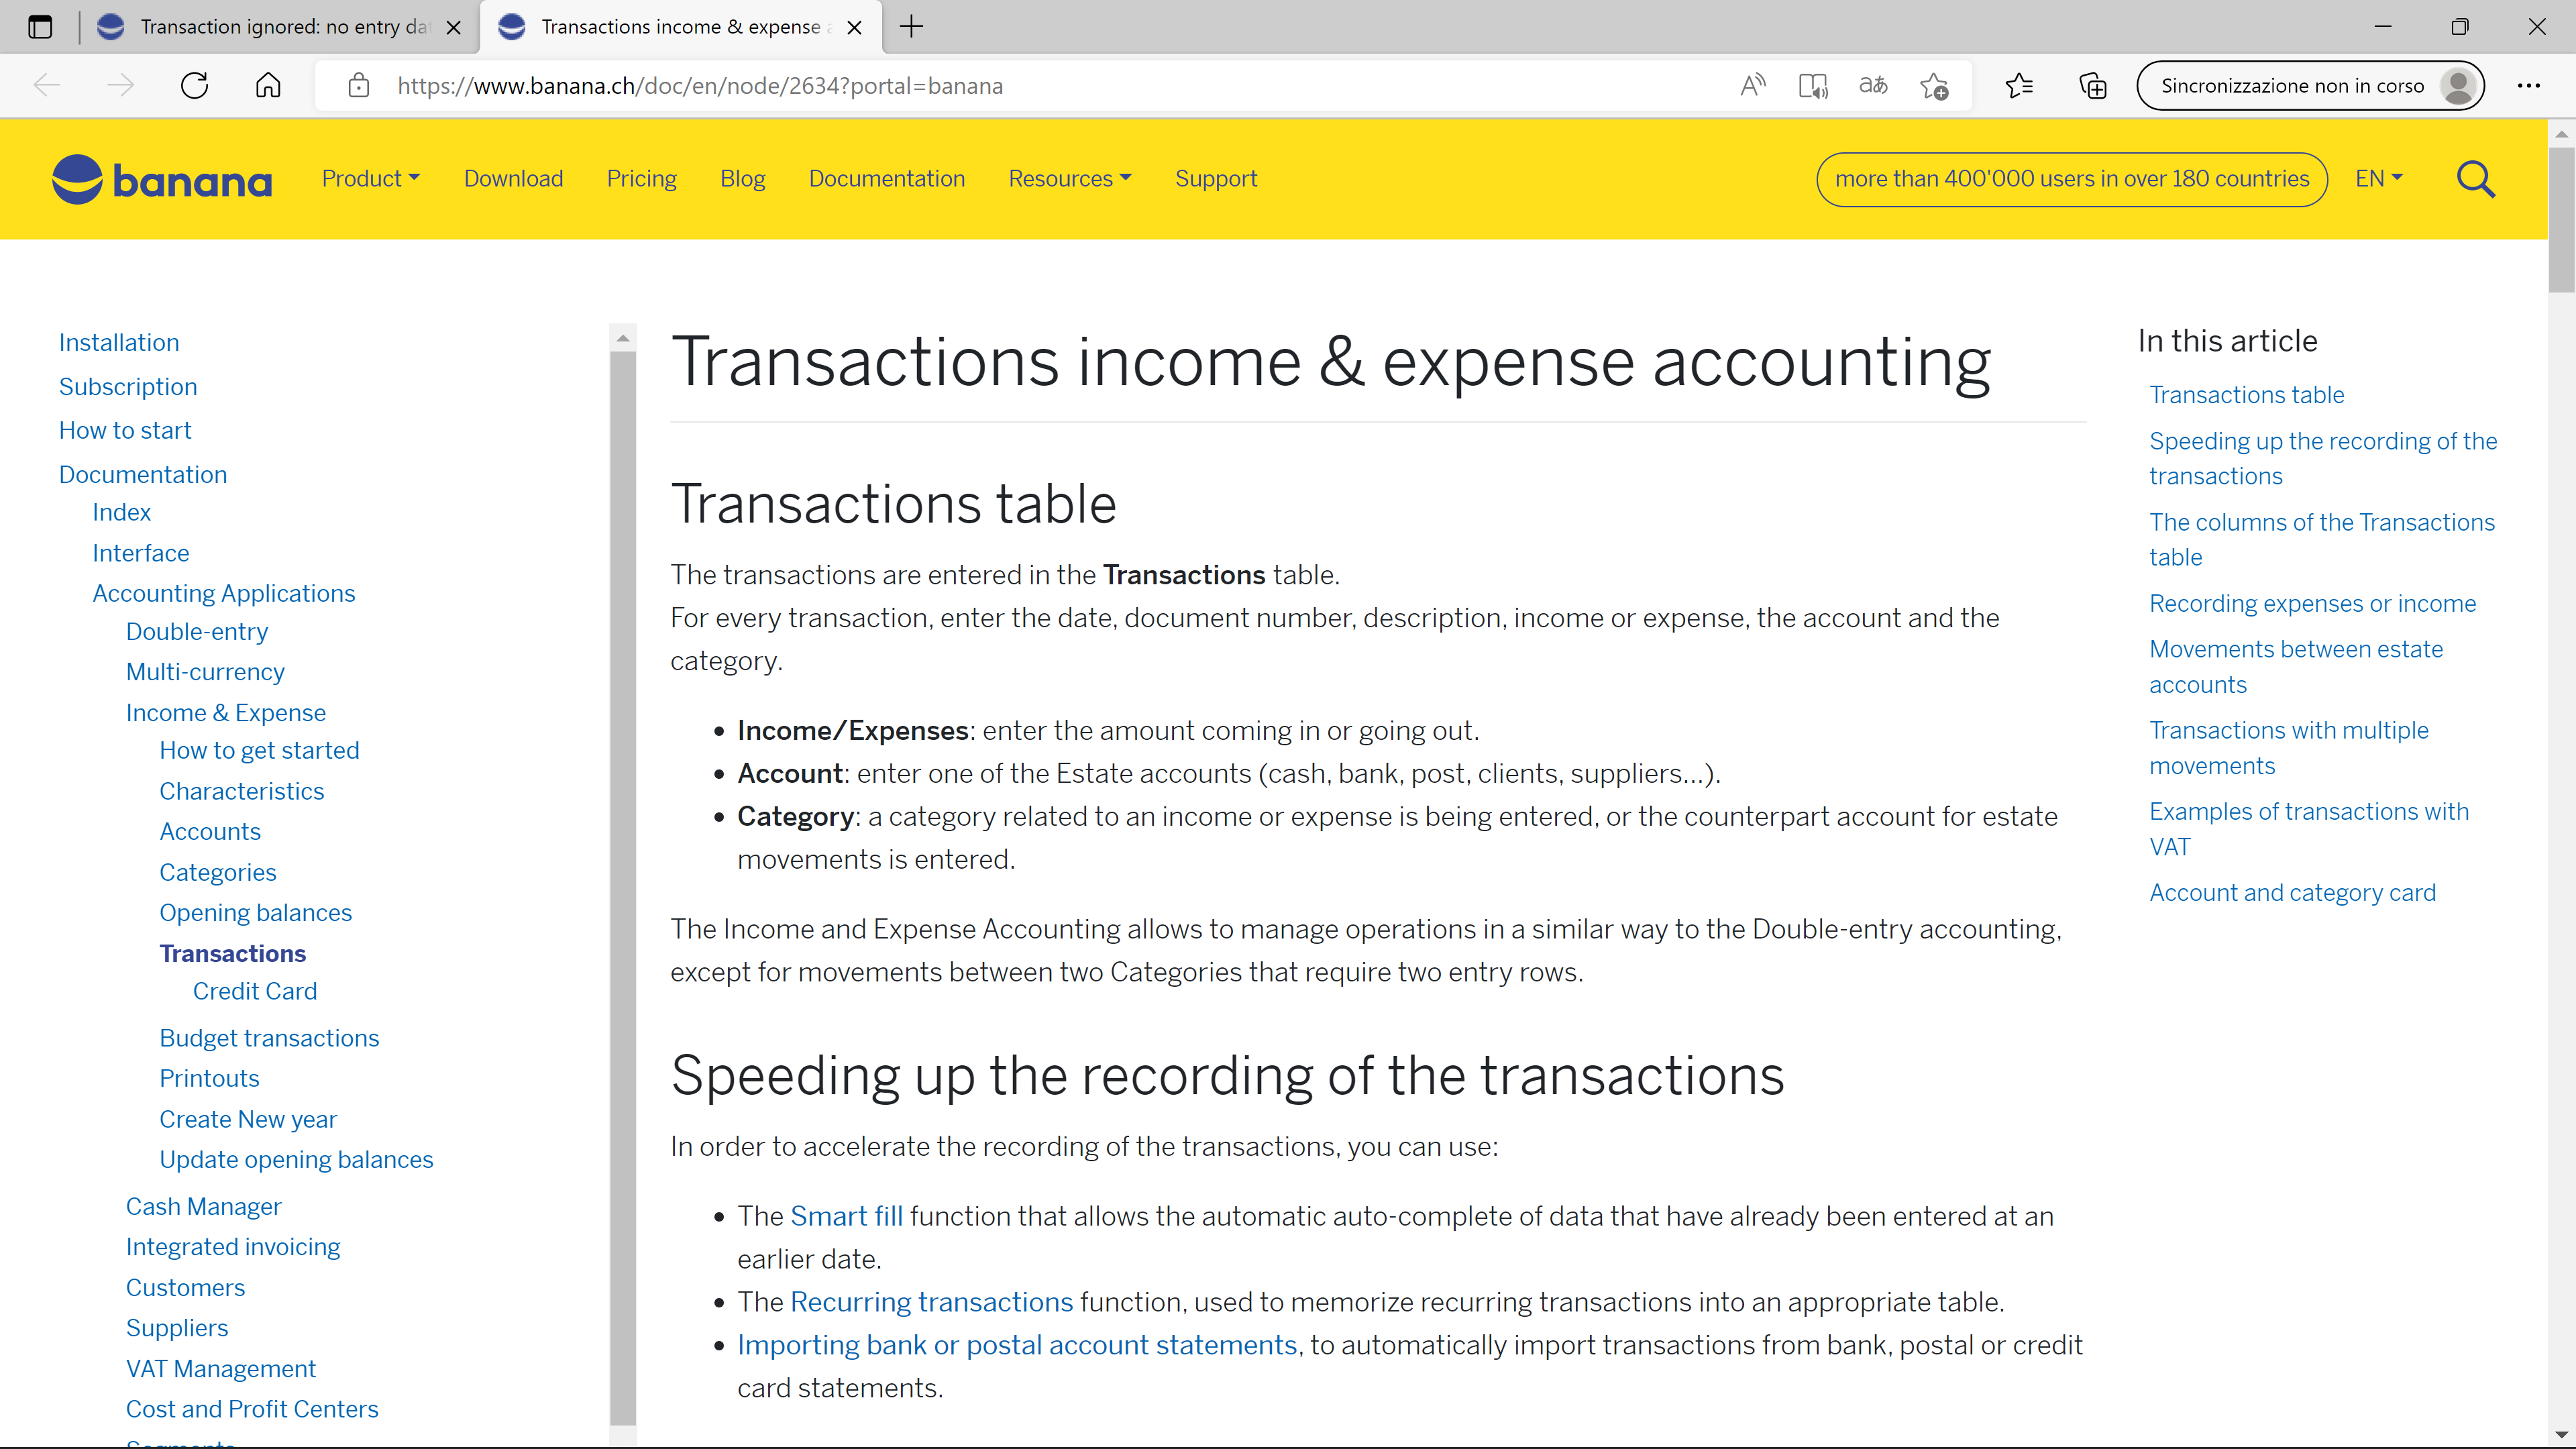 Transaction ignored: no entry dat
Transactions income & expense a
https://www.banana.ch/doc/en/node/2634?portal=banana
Sincronizzazione non in corso
banana
Product
Download
Pricing
Blog
Documentation
Resources
Support
more than 400'000 users in over 180 countries
EN
Installation
Subscription
How to start
Documentation
Index
Interface
Accounting Applications
Double-entry
Multi-currency
Income & Expense
How to get started
Characteristics
Accounts
Categories
Opening balances
Transactions
Credit Card
Budget transactions
Printouts
Create New year
Update opening balances
Cash Manager
Integrated invoicing
Customers
Suppliers
VAT Management
Cost and Profit Centers
Transactions income & expense accounting
Transactions table
The transactions are entered in the Transactions table.
For every transaction, enter the date, document number, description, income or expense, the account and the
category.
• Income/Expenses: enter the amount coming in or going out.
• Account: enter one of the Estate accounts (cash, bank, post, clients, suppliers...).
• Category: a category related to an income or expense is being entered, or the counterpart account for estate
movements is entered.
The Income and Expense Accounting allows to manage operations in a similar way to the Double-entry accounting,
except for movements between two Categories that require two entry rows.
Speeding up the recording of the transactions
In order to accelerate the recording of the transactions, you can use:
• The Smart fill function that allows the automatic auto-complete of data that have already been entered at an
earlier date.
• The Recurring transactions function, used to memorize recurring transactions into an appropriate table.
• Importing bank or postal account statements, to automatically import transactions from bank, postal or credit
card statements.
In this article
Transactions table
Speeding up the recording of the
transactions
The columns of the Transactions
table
Recording expenses or income
Movements between estate
accounts
Transactions with multiple
movements
Examples of transactions with
VAT
Account and category card